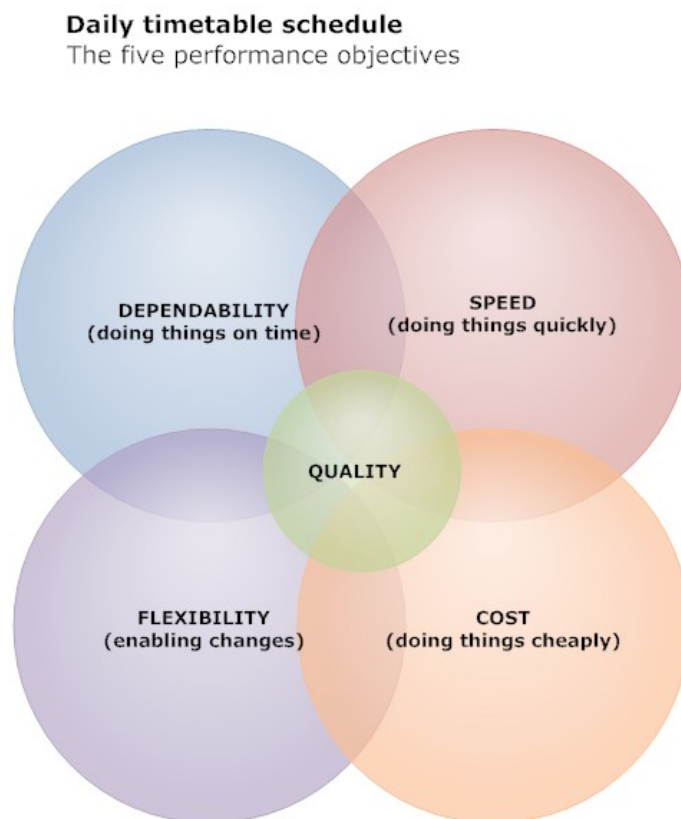 Daily timetable schedule
The five performance objectives
DEPENDABILITY
(doing things on time)
SPEED
(doing things quickly)
QUALITY
FLEXIBILITY
(enabling changes)
COST
(doing things cheaply)